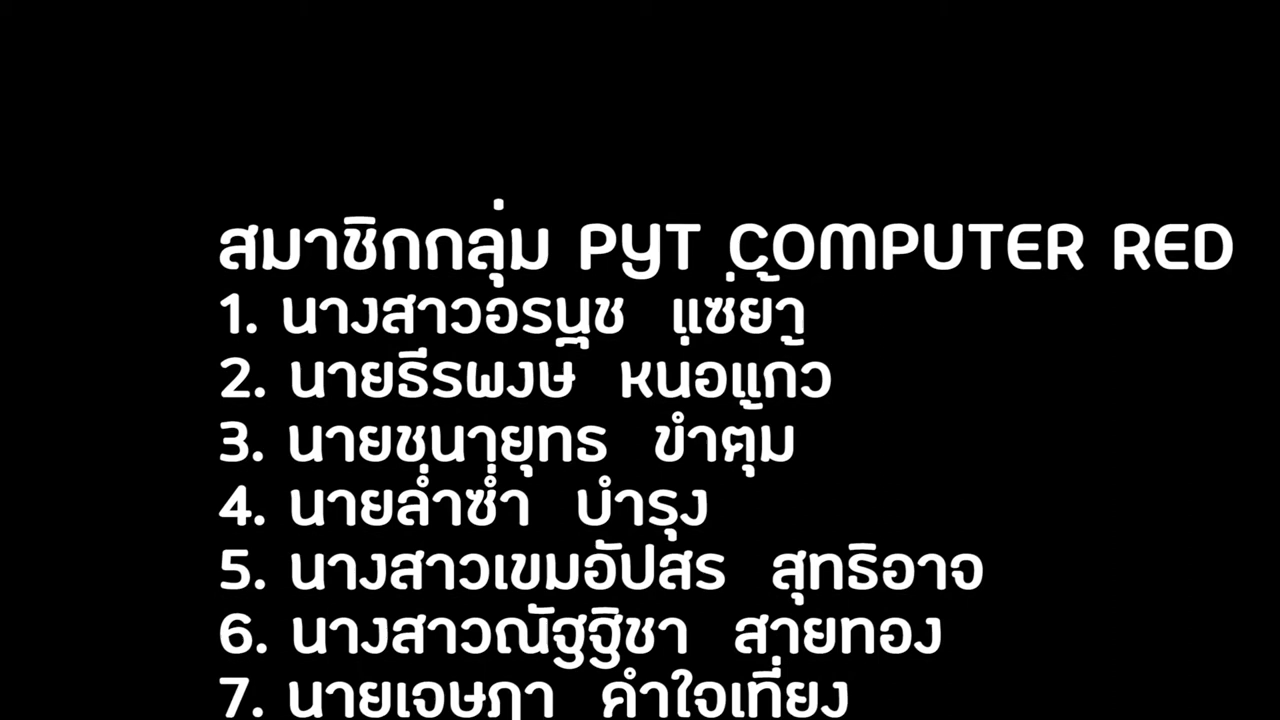 สมาชิกกลุ่ม PYT COMPUTER RED
1. นางสาวอรนุช แซ่ย้า
2. นายธีรพงษ์ หน่อแก้ว
3. นายชนายุทธ ขำตุ้ม
4. นายล่ำซ่ำ บำรุง
5. นางสาวเขมอัปสร สุทธิอาจ
6. นางสาวณัฐฐิชา สายทอง
7. นายเจษฎา คำใจเที่ยง